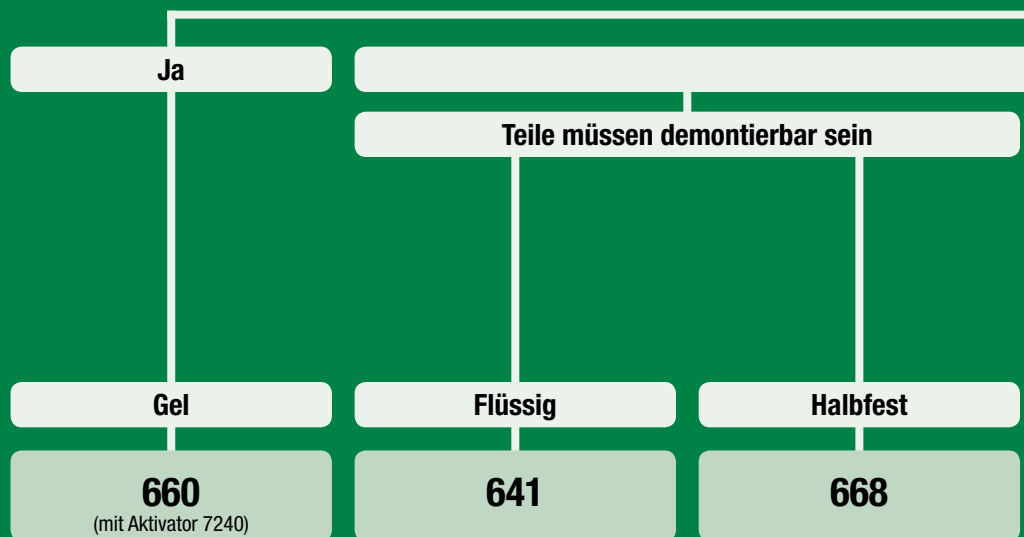 Ja
Teile müssen demontierbar sein
Gel
Flüssig
Halbfest
660
(mit Aktivator 7240)
641
668